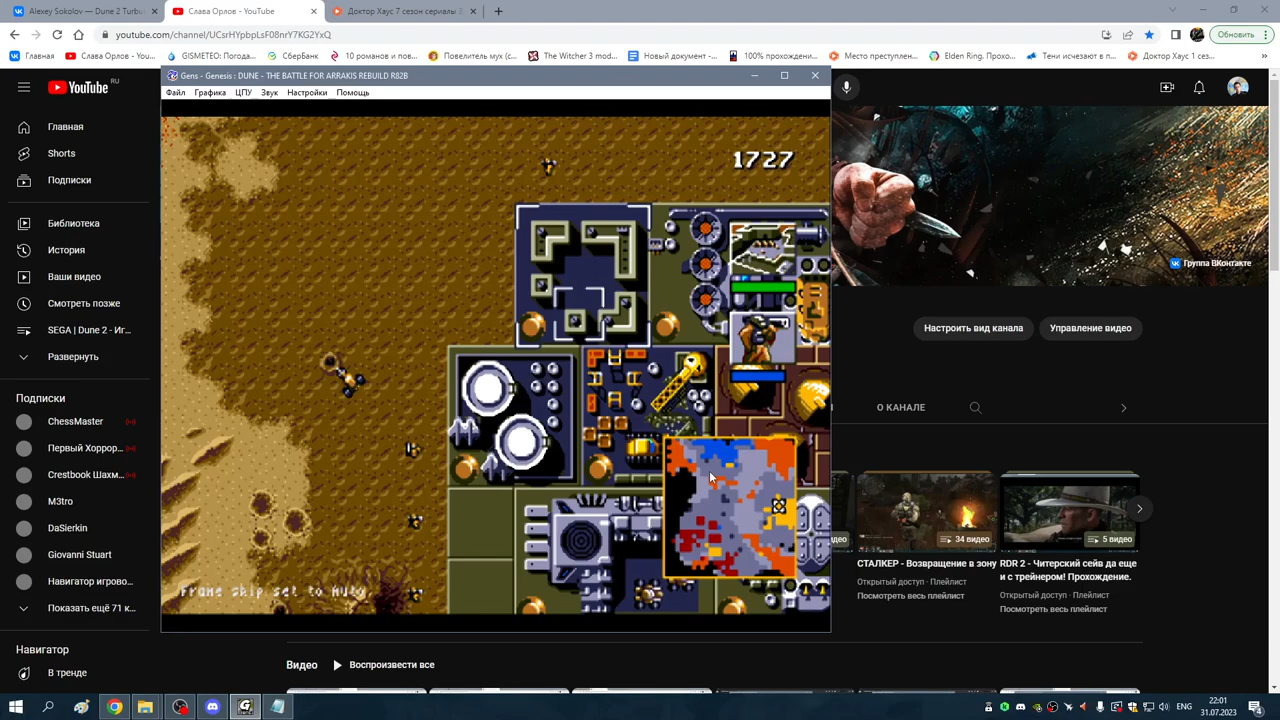 Alexey Sokolov — Dune 2 Turbu
Слава Орлов - YouTube
Доктор Хаус 7 сезон сериалы З
youtube.com/channel/UCsrHYpbpLsF08nrY7KG2YxQ
Обновить
Главная
Слава Орлов - You...
GISMETEO: Погода...
СберБанк
10 романов и пов...
Повелитель мух (с...
The Witcher 3 mod...
Новый документ –...
100% прохождени...
Место преступлен...
Elden Ring. Прохо...
Тени исчезают в п...
Доктор Хаус 1 сез...
Gens - Genesis : DUNE - THE BATTLE FOR ARRAKIS REBUILD R82B
Файл
Графика
ЦПУ
Звук
Настройки
Помощь
YouTube
RU
Главная
Shorts
Подписки
Библиотека
История
Ваши видео
Смотреть позже
SEGA | Dune 2 - Иг...
Развернуть
Подписки
ChessMaster
Первый Хоррор...
Crestbook Шахм...
M3tro
DaSierkin
Giovanni Stuart
Навигатор игрово...
Показать ещё 71 к...
Навигатор
В тренде
1727
Frame skip set to Auto.
Группа ВКонтакте
Настроить вид канала
Управление видео
О КАНАЛЕ
34 видео
5 видео
СТАЛКЕР - Возвращение в зону
Открытый доступ · Плейлист
Посмотреть весь плейлист
RDR 2 - Читерский сейв да еще
и с трейнером! Прохождение.
Открытый доступ · Плейлист
Посмотреть весь плейлист
Видео
Воспроизвести все
ENG
22:01
31.07.2023